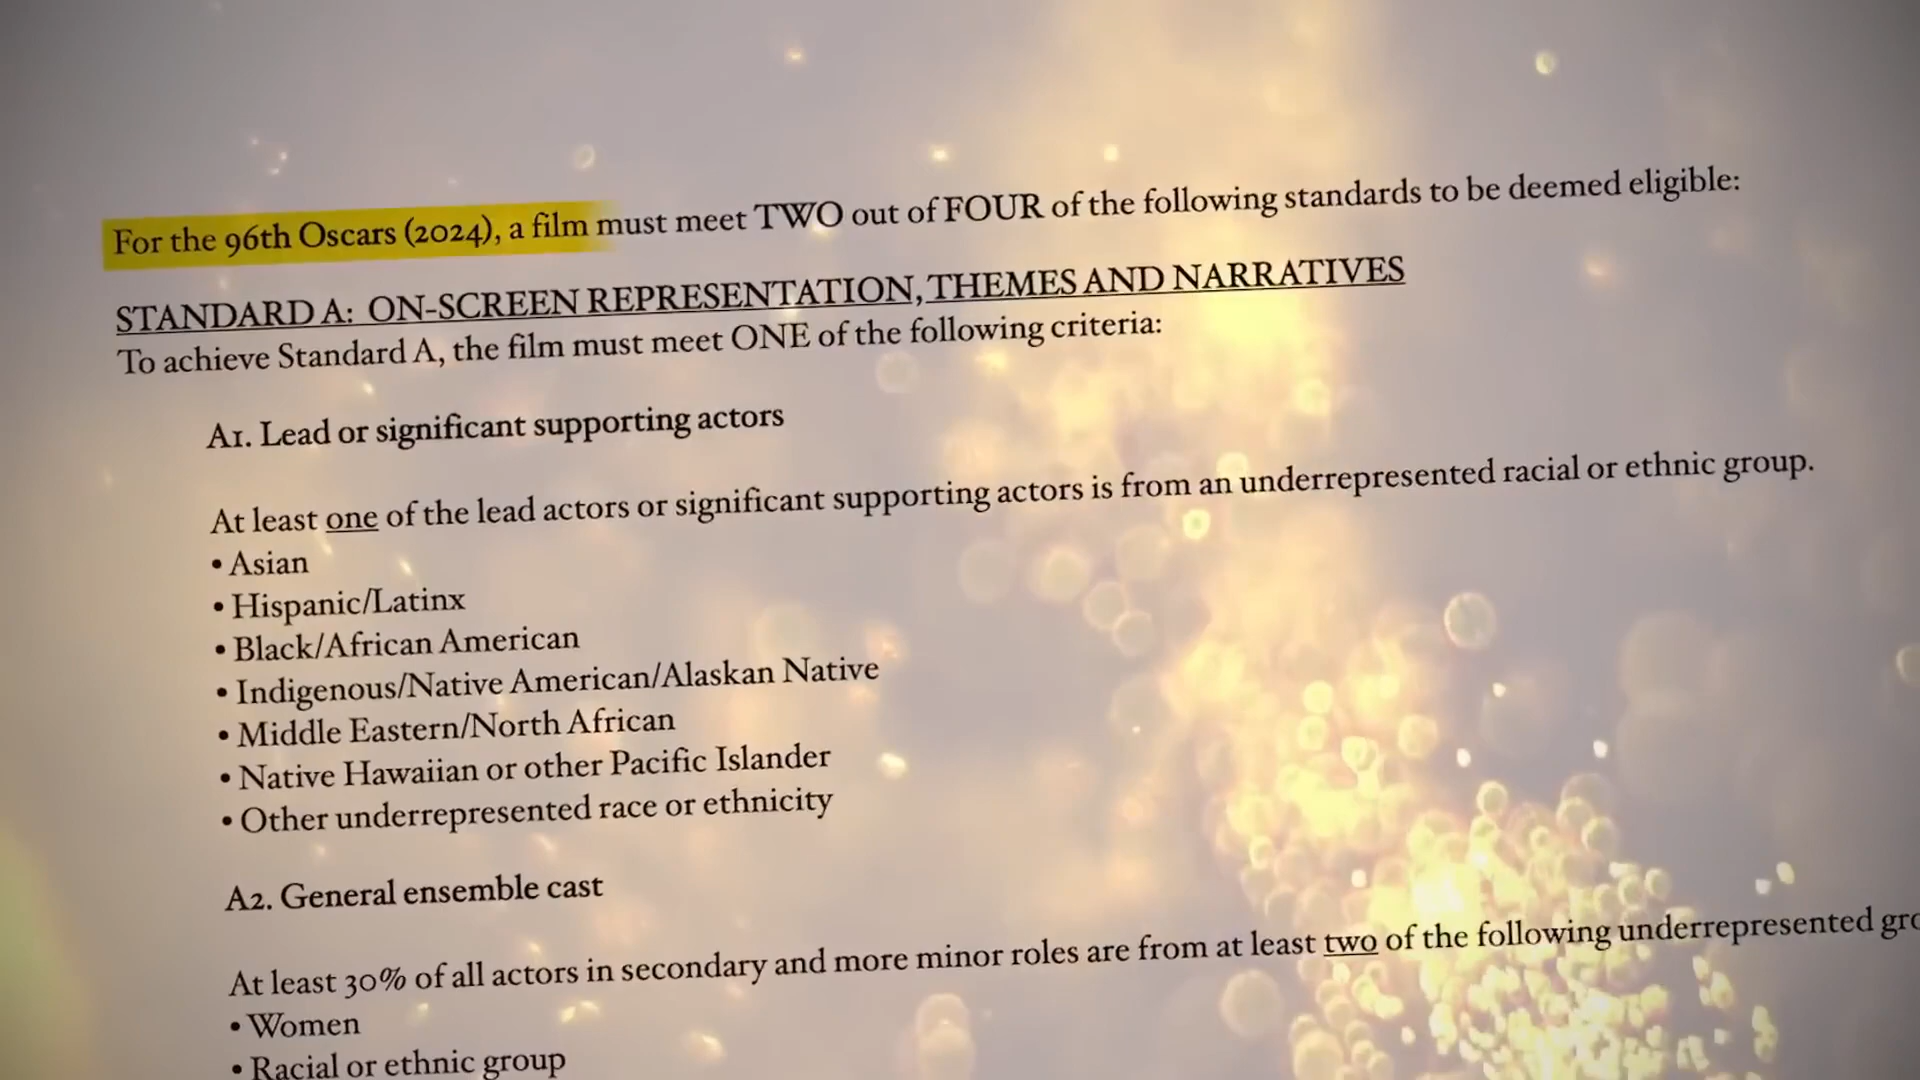 For the 96th Oscars (2024), a film must meet TWO out of FOUR of the following standards to be deemed eligible:
STANDARD A: ON-SCREEN REPRESENTATION, THEMES AND NARRATIVES
To achieve Standard A, the film must meet ONE of the following criteria:
A1. Lead or significant supporting actors
At least one of the lead actors or significant supporting actors is from an underrepresented racial or ethnic group.
• Asian
• Hispanic/Latinx
• Black/African American
• Indigenous/Native American/Alaskan Native
• Middle Eastern/North African
• Native Hawaiian or other Pacific Islander
• Other underrepresented race or ethnicity
A2. General ensemble cast
At least 30% of all actors in secondary and more minor roles are from at least two of the following underrepresented
• Women
• Racial or ethnic group